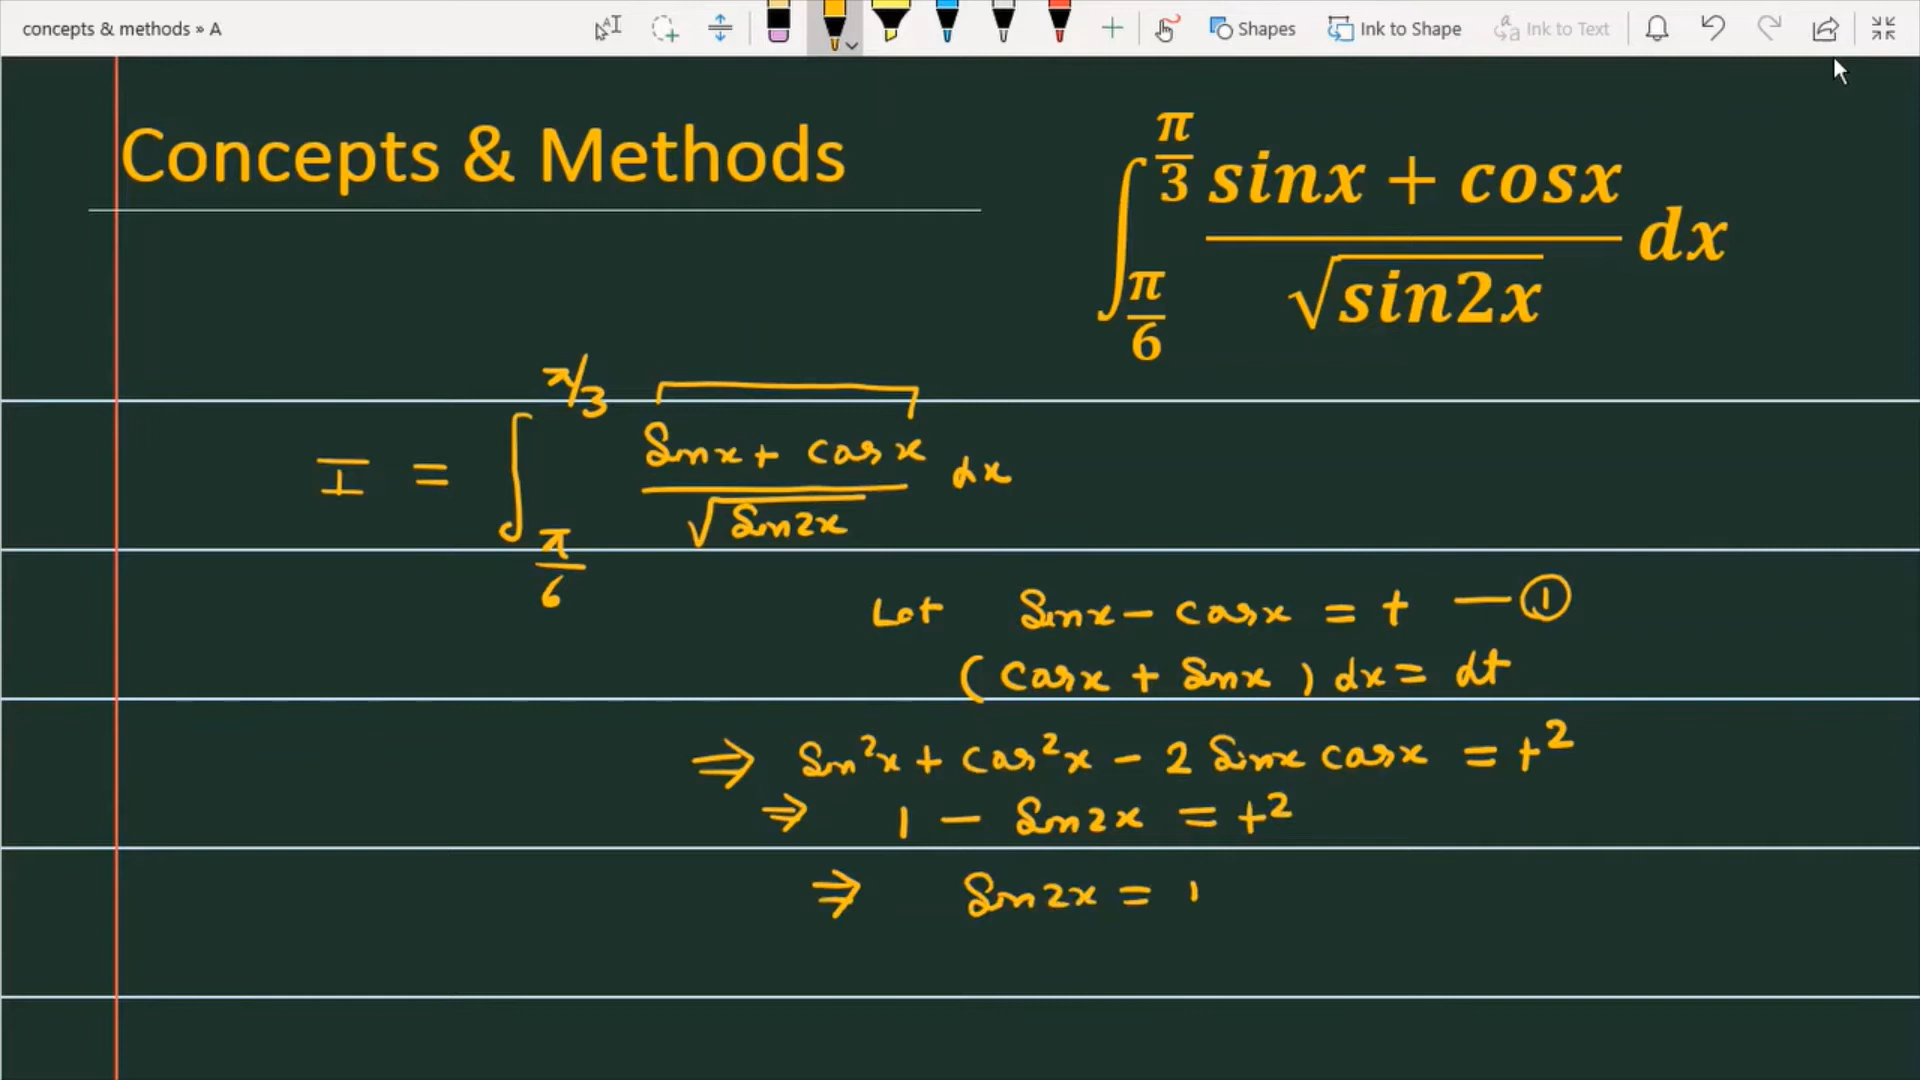 concepts & methods » A
Shapes
Ink to Shape
Ink to Text
Concepts & Methods
∫_{π/6}^{π/3} (sinx + cosx)/√(sin2x) dx
I = ∫_{π/6}^{π/3} (Sinx + cosx)/√(Sin2x) dx
Let Sinx - cosx = t — ①
(cosx + Sinx) dx = dt
⇒ Sin²x + cos²x - 2 Sinx cosx = t²
⇒ 1 - Sin2x = t²
⇒ Sin2x = 1